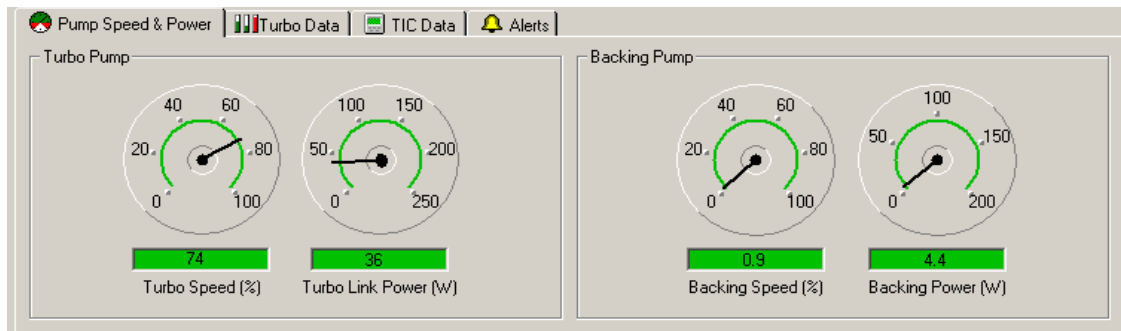 Pump Speed & Power Turbo Data TIC Data Alerts
Turbo Pump
40 60
20 80
0 100
74
Turbo Speed (%)
100 150
50 200
0 250
36
Turbo Link Power (W)
Backing Pump
40 60
20 80
0 100
0.9
Backing Speed (%)
100
50 150
0 200
4.4
Backing Power (W)